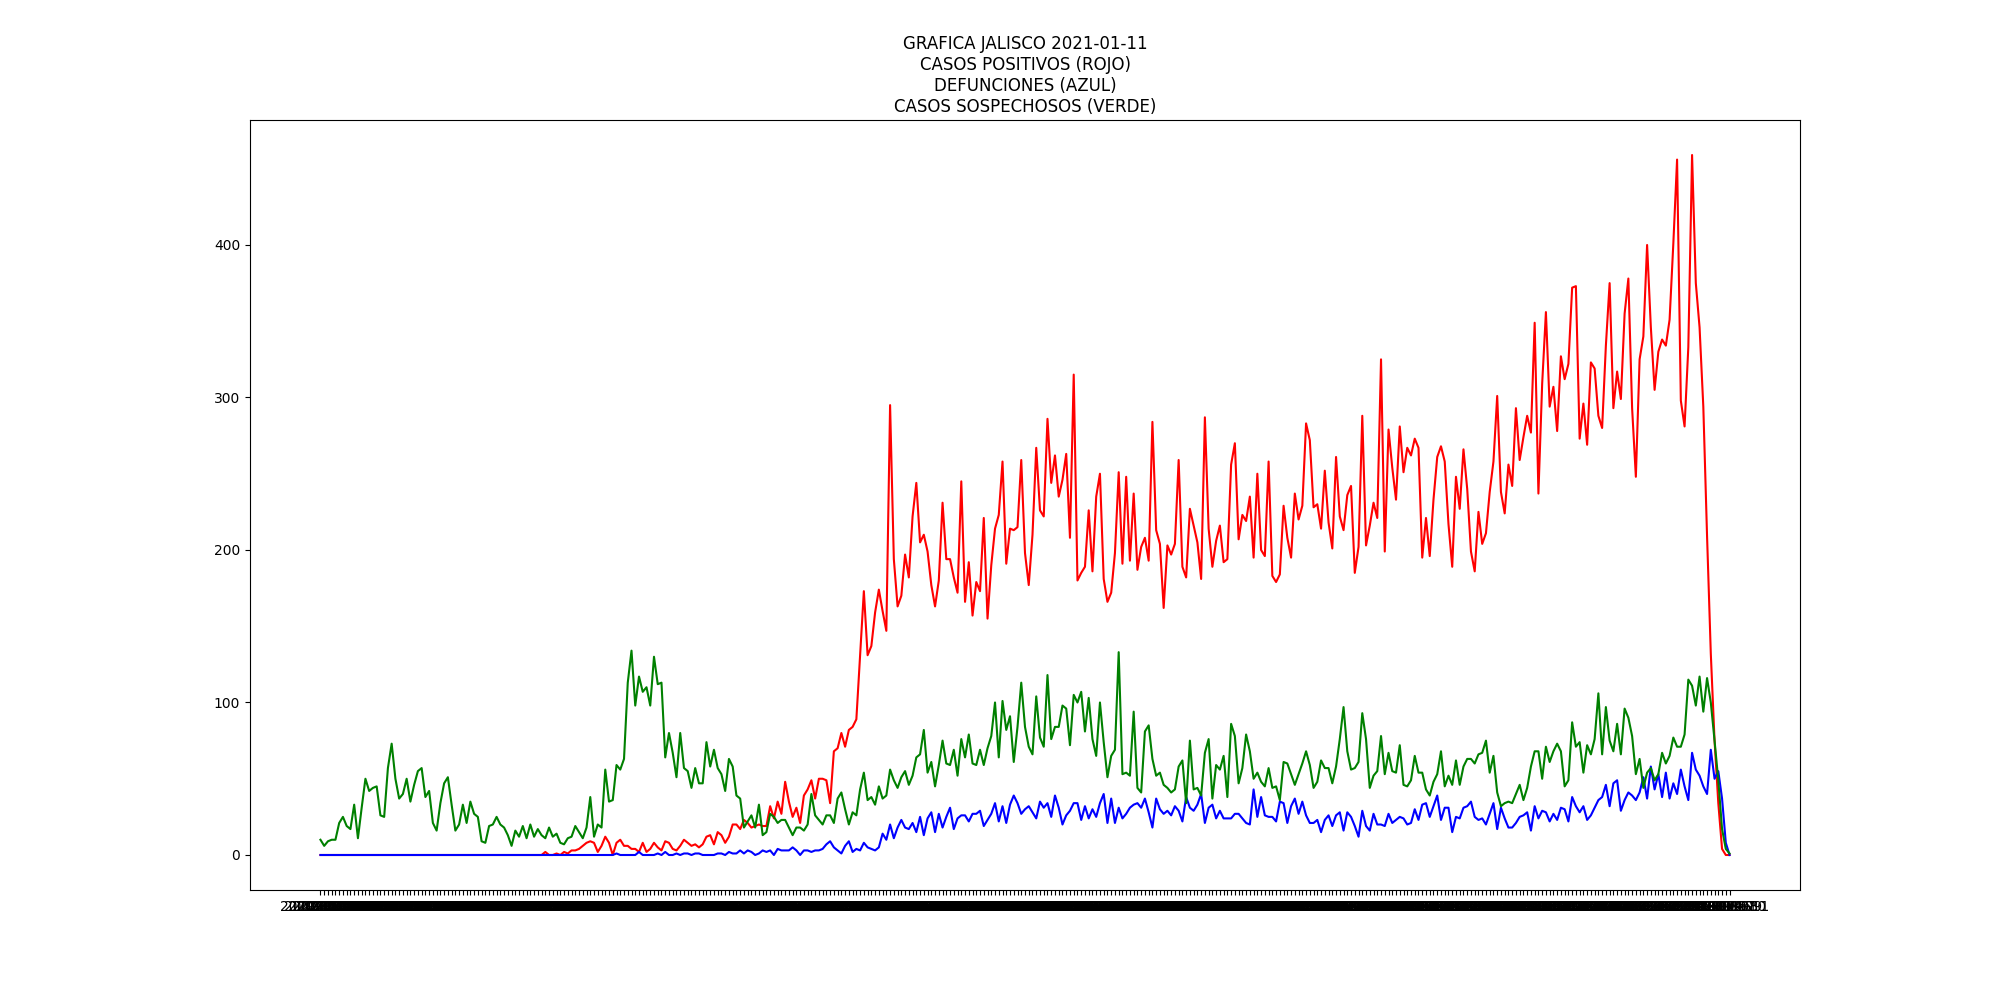 GRAFICA JALISCO 2021-01-11
CASOS POSITIVOS (ROJO)
DEFUNCIONES (AZUL)
CASOS SOSPECHOSOS (VERDE)
400
300
200
100
0